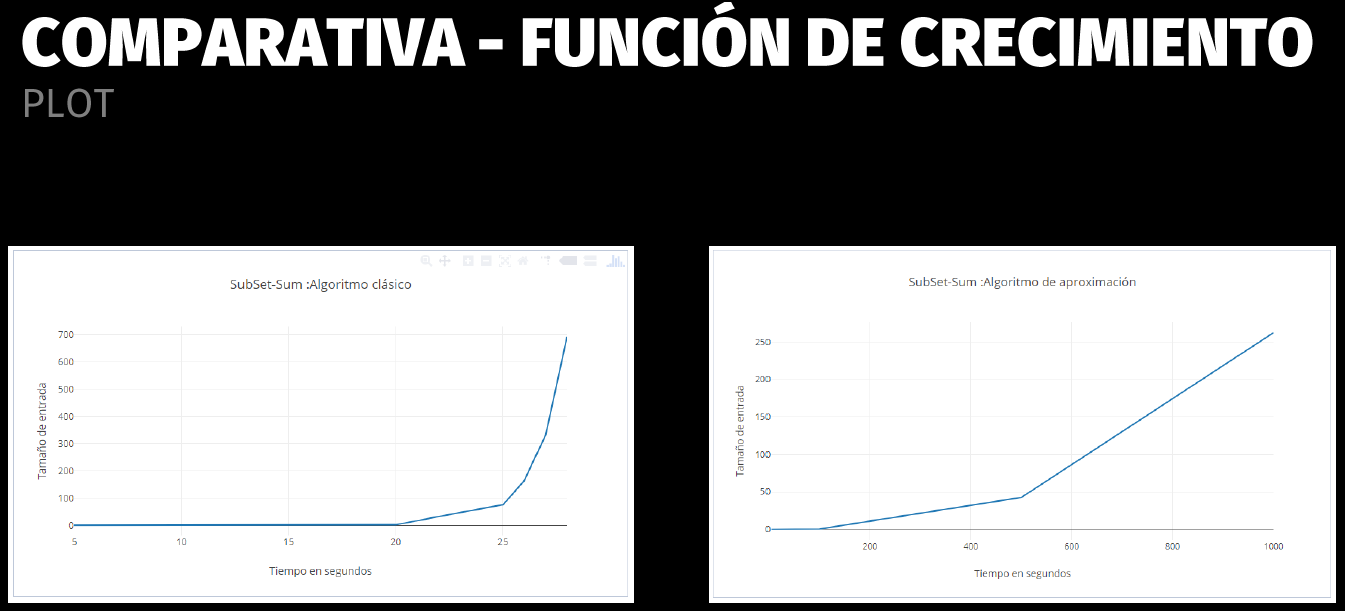 COMPARATIVA - FUNCIÓN DE CRECIMIENTO
PLOT
SubSet-Sum :Algoritmo clásico
Tamaño de entrada
700
600
500
400
300
200
100
0
5 10 15 20 25
Tiempo en segundos
SubSet-Sum :Algoritmo de aproximación
Tamaño de entrada
250
200
150
100
50
0
200 400 600 800 1000
Tiempo en segundos